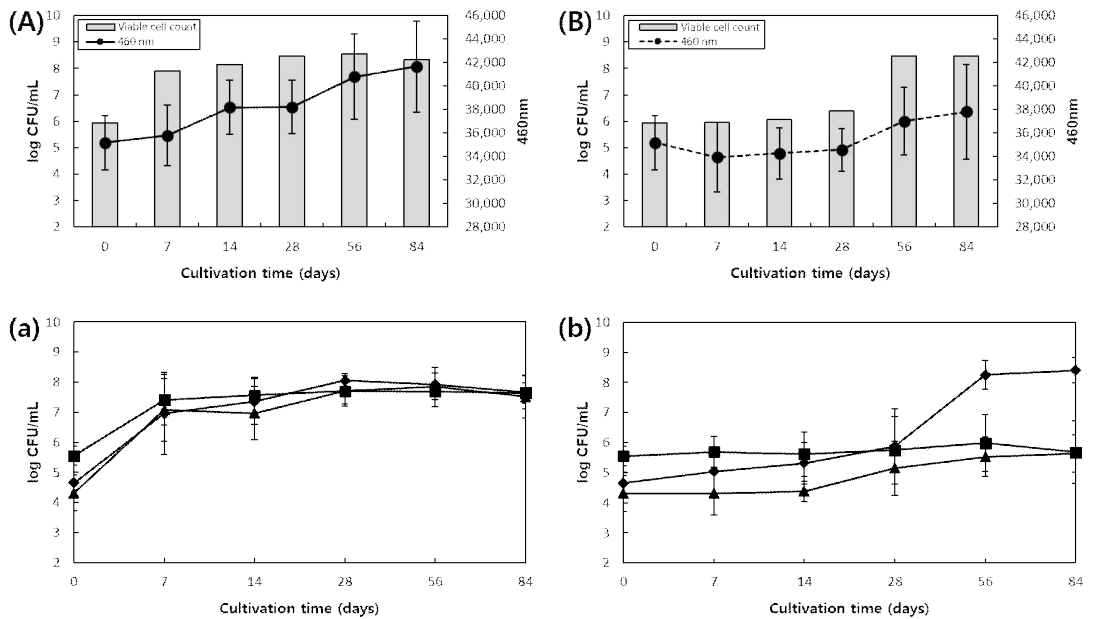 (A)
Viable cell count
460 nm
10
9
8
7
6
5
4
3
2
log CFU/mL
46,000
44,000
42,000
40,000
38,000
36,000
34,000
32,000
30,000
28,000
460nm
0 7 14 28 56 84
Cultivation time (days)
(B)
Viable cell count
460 nm
10
9
8
7
6
5
4
3
2
log CFU/mL
46,000
44,000
42,000
40,000
38,000
36,000
34,000
32,000
30,000
28,000
460nm
0 7 14 28 56 84
Cultivation time (days)
(a)
10
9
8
7
6
5
4
3
2
log CFU/mL
0 7 14 28 56 84
Cultivation time (days)
(b)
10
9
8
7
6
5
4
3
2
log CFU/mL
0 7 14 28 56 84
Cultivation time (days)